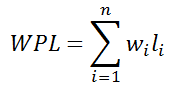 WPL = \sum_{i=1}^{n} w_i l_i